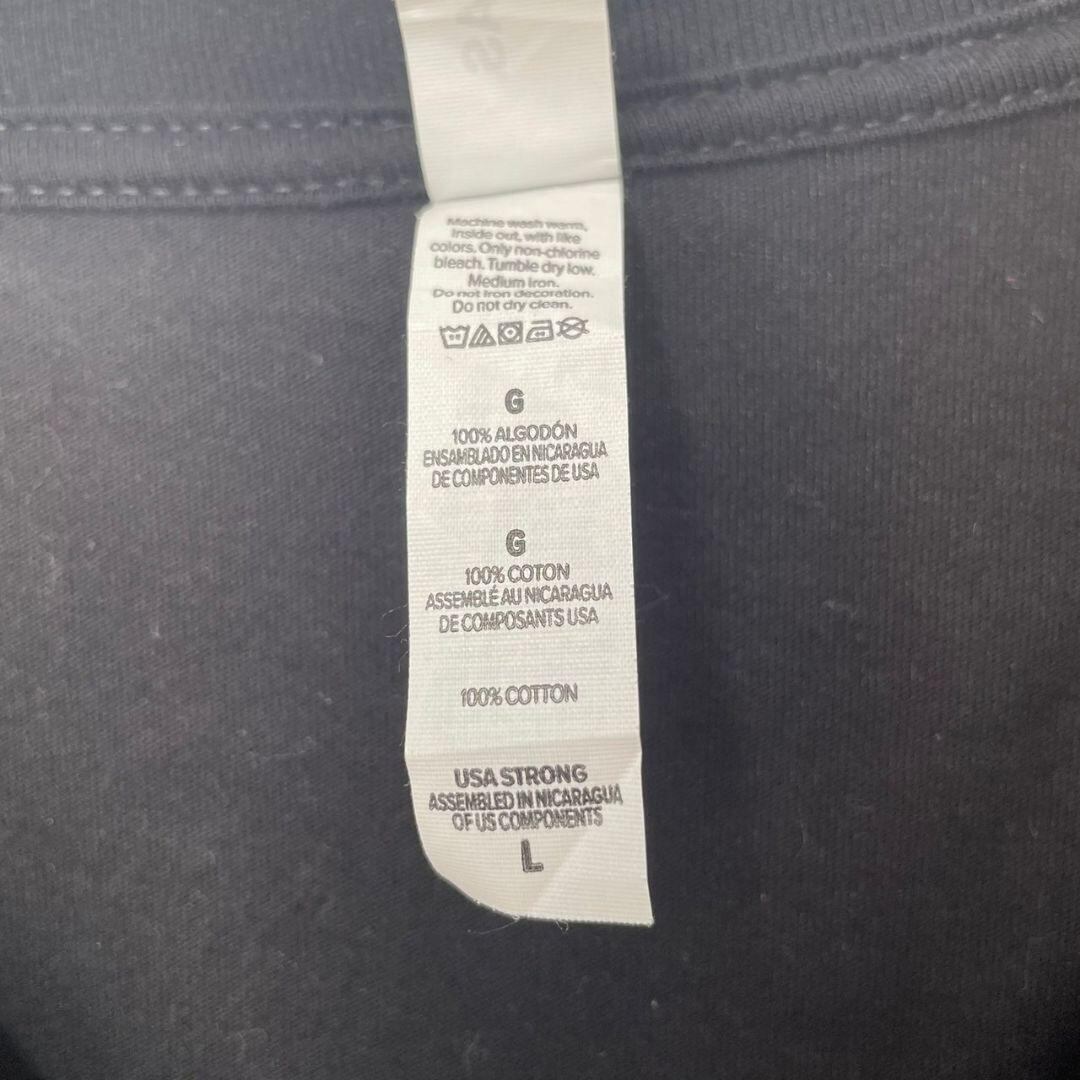 Machine wash warm,
inside out, with like
colors. Only non-chlorine
bleach. Tumble dry low.
Medium iron.
Do not iron decoration.
Do not dry clean.
G
100% ALGODÓN
ENSAMBLADO EN NICARAGUA
DE COMPONENTES DE USA
G
100% COTON
ASSEMBLÉ AU NICARAGUA
DE COMPOSANTS USA
100% COTTON
USA STRONG
ASSEMBLED IN NICARAGUA
OF US COMPONENTS
L